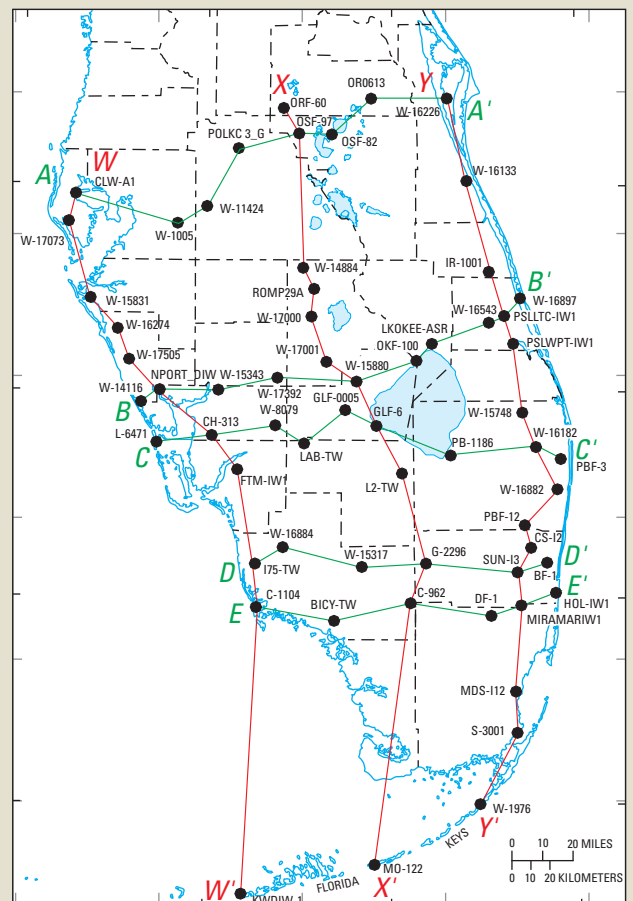 X
Y
OR0613
ORF-60
W-16226
A'
OSF-97
POLKC 3_G
OSF-82
A
W
CLW-A1
W-16133
W-11424
W-17073
W-1005
IR-1001
W-14884
B'
ROMP29A
W-15831
W-16897
W-16543
PSLLTC-IW1
W-17000
W-16274
LKOKEE-ASR
OKF-100
PSLWPT-IW1
W-17505
W-17001
W-15880
NPORT_DIW
W-15343
W-14116
W-17392
GLF-0005
B
W-8079
GLF-6
W-15748
CH-313
L-6471
W-16182
C'
C
LAB-TW
PB-1186
PBF-3
FTM-IW1
L2-TW
W-16882
PBF-12
W-16884
CS-I2
G-2296
W-15317
SUN-I3
D'
D
I75-TW
BF-1
E'
C-1104
C-962
DF-1
HOL-IW1
E
BICY-TW
MIRAMARIW1
MDS-I12
S-3001
W-1976
Y'
KEYS
0 10 20 MILES
MO-122
0 10 20 KILOMETERS
FLORIDA
W'
X'
KWDIW-1